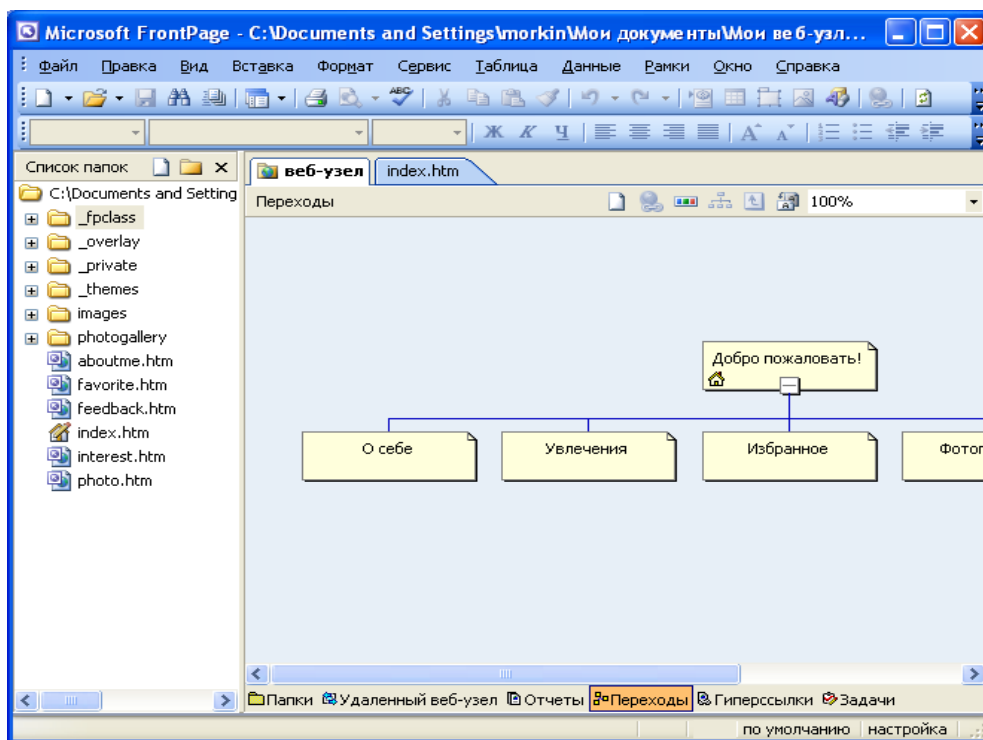 Microsoft FrontPage - C:\Documents and Settings\morkin\Мои документы\Мои веб-узл...
Файл Правка Вид Вставка Формат Сервис Таблица Данные Рамки Окно Справка
Ж К Ч
Список папок
веб-узел index.htm
C:\Documents and Setting
Переходы 100%
_fpclass
_overlay
_private
_themes
images
photogallery
aboutme.htm
favorite.htm
feedback.htm
index.htm
interest.htm
photo.htm
Добро пожаловать!
О себе Увлечения Избранное Фотог
Папки Удаленный веб-узел Отчеты Переходы Гиперссылки Задачи
по умолчанию настройка